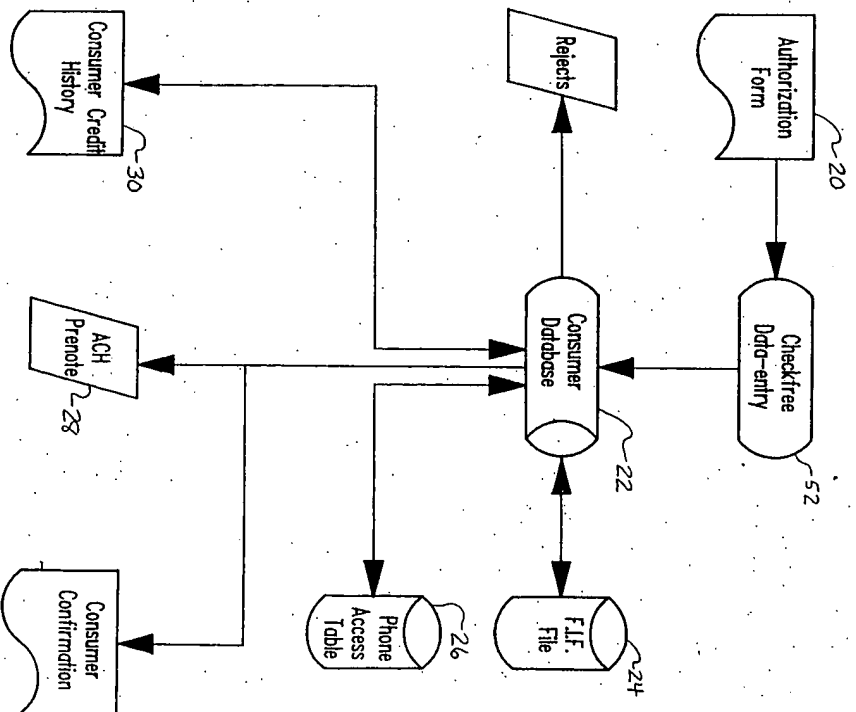 Authorization
Form
20
Checkfree
Data-entry
52
Rejects
Consumer
Database
22
F.I.F.
File
24
Phone
Access
Table
26
Consumer Credit
History
30
ACH
Prenote
28
Consumer
Confirmation